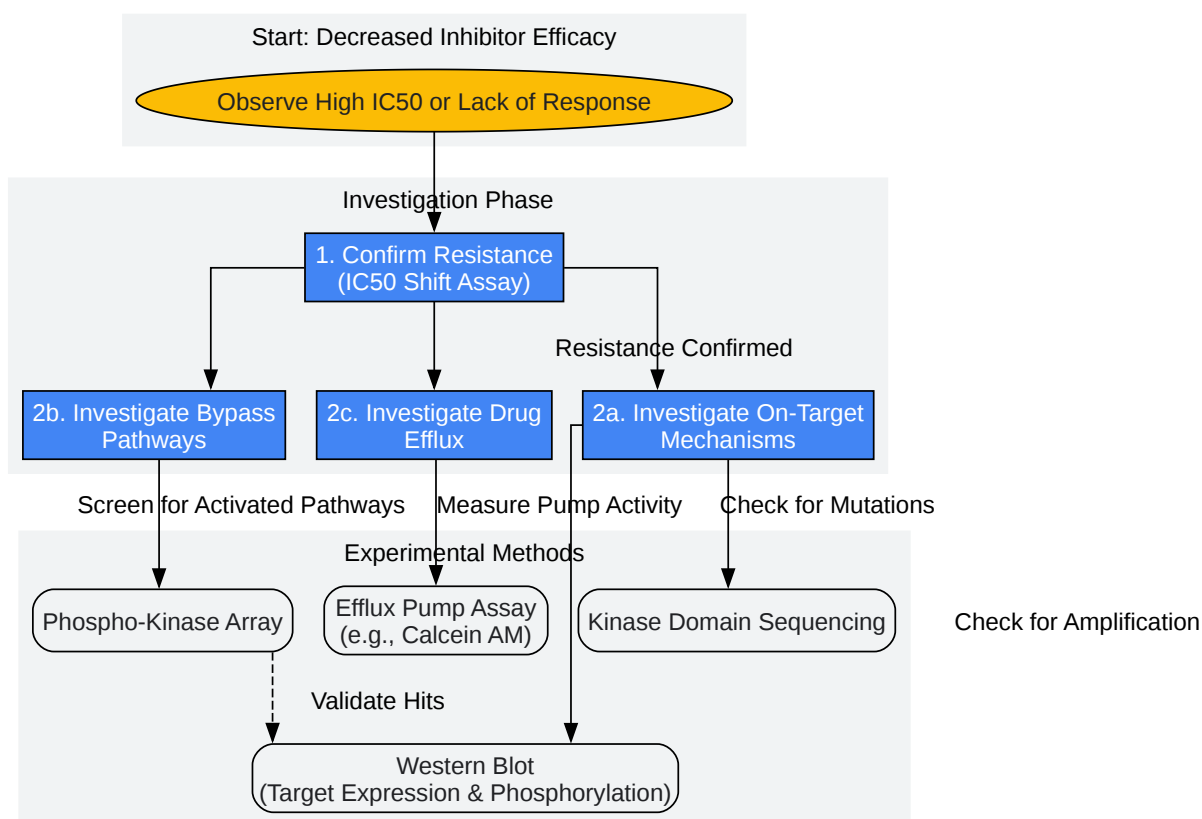 Start: Decreased Inhibitor Efficacy
Observe High IC50 or Lack of Response
Investigation Phase
1. Confirm Resistance
(IC50 Shift Assay)
Resistance Confirmed
2b. Investigate Bypass
Pathways
2c. Investigate Drug
Efflux
2a. Investigate On-Target
Mechanisms
Screen for Activated Pathways
Measure Pump Activity
Check for Mutations
Experimental Methods
Phospho-Kinase Array
Efflux Pump Assay
(e.g., Calcein AM)
Kinase Domain Sequencing
Check for Amplification
Validate Hits
Western Blot
(Target Expression & Phosphorylation)